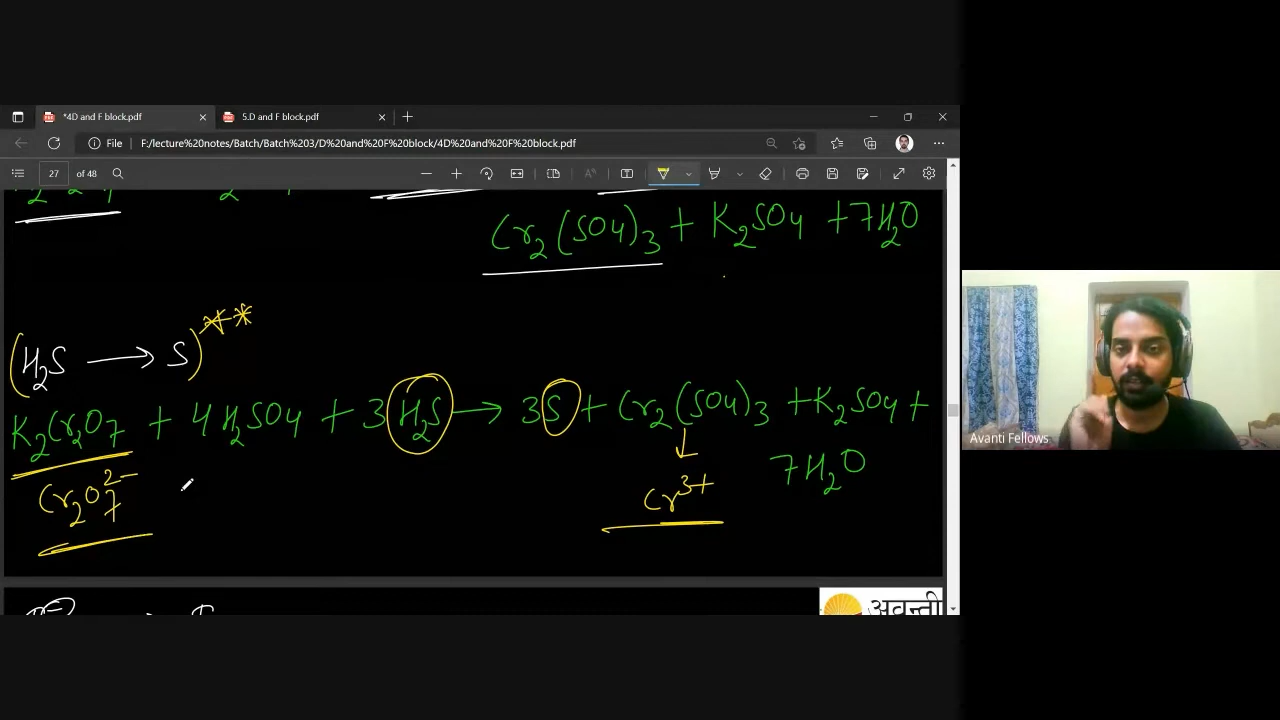 *4D and F block.pdf
5.D and F block.pdf
File F:/lecture%20notes/Batch/Batch%203/D%20and%20F%20block/4D%20and%20F%20block.pdf
27 of 48
Cr2(SO4)3 + K2SO4 + 7H2O
(H2S → S)**
K2Cr2O7 + 4H2SO4 + 3H2S → 3S + Cr2(SO4)3 + K2SO4 +
7H2O
Cr2O7 2-
Cr3+
Avanti Fellows
अवन्ती